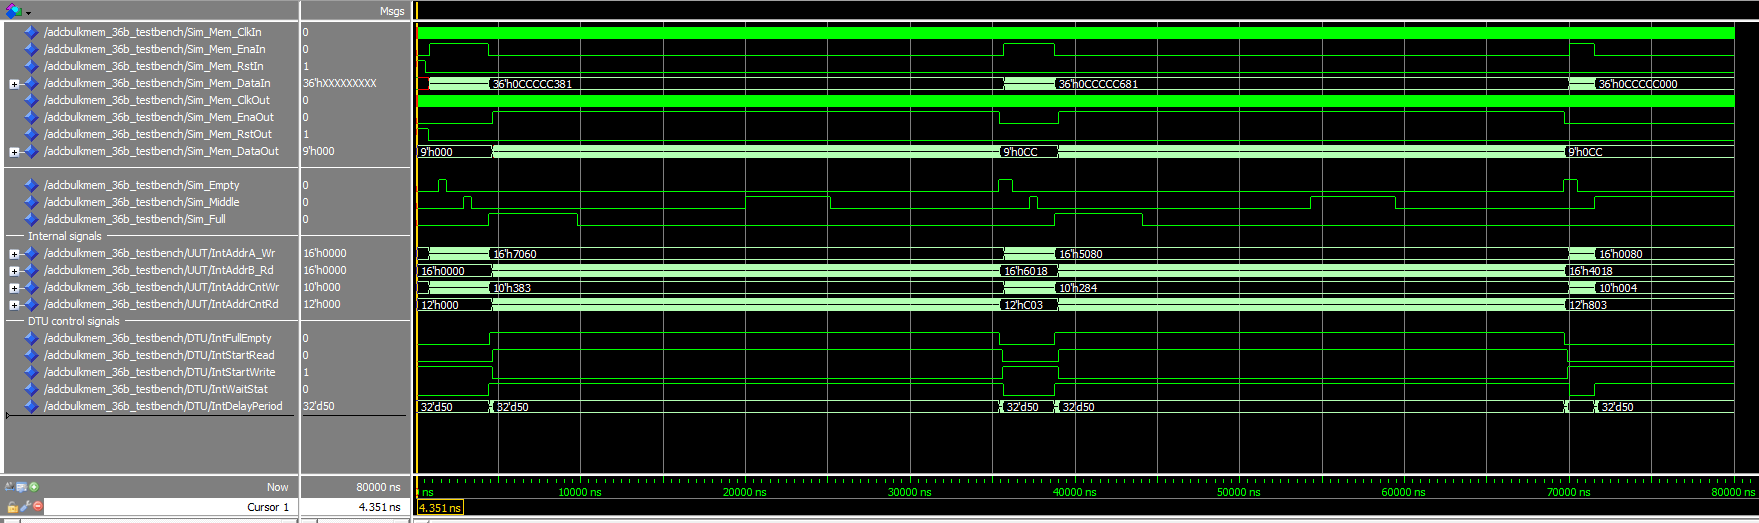 Msgs
/adcbulkmem_36b_testbench/Sim_Mem_ClkIn 0
/adcbulkmem_36b_testbench/Sim_Mem_EnaIn 0
/adcbulkmem_36b_testbench/Sim_Mem_RstIn 1
/adcbulkmem_36b_testbench/Sim_Mem_DataIn 36'hXXXXXXXXX 36'h0CCCCC381 36'h0CCCCC681 36'h0CCCCC000
/adcbulkmem_36b_testbench/Sim_Mem_ClkOut 0
/adcbulkmem_36b_testbench/Sim_Mem_EnaOut 0
/adcbulkmem_36b_testbench/Sim_Mem_RstOut 1
/adcbulkmem_36b_testbench/Sim_Mem_DataOut 9'h000 9'h000 9'h0CC 9'h0CC
/adcbulkmem_36b_testbench/Sim_Empty 0
/adcbulkmem_36b_testbench/Sim_Middle 0
/adcbulkmem_36b_testbench/Sim_Full 0
Internal signals
/adcbulkmem_36b_testbench/UUT/IntAddrA_Wr 16'h0000 16'h7060 16'h5080 16'h0080
/adcbulkmem_36b_testbench/UUT/IntAddrB_Rd 16'h0000 16'h0000 16'h6018 16'h4018
/adcbulkmem_36b_testbench/UUT/IntAddrCntWr 10'h000 10'h383 10'h284 10'h004
/adcbulkmem_36b_testbench/UUT/IntAddrCntRd 12'h000 12'h000 12'hC03 12'h803
DTU control signals
/adcbulkmem_36b_testbench/DTU/IntFullEmpty 0
/adcbulkmem_36b_testbench/DTU/IntStartRead 0
/adcbulkmem_36b_testbench/DTU/IntStartWrite 1
/adcbulkmem_36b_testbench/DTU/IntWaitStat 0
/adcbulkmem_36b_testbench/DTU/IntDelayPeriod 32'd50 32'd50 32'd50 32'd50 32'd50 32'd50
Now 80000 ns ns 10000 ns 20000 ns 30000 ns 40000 ns 50000 ns 60000 ns 70000 ns 80000 ns
Cursor 1 4.351 ns 4.351 ns